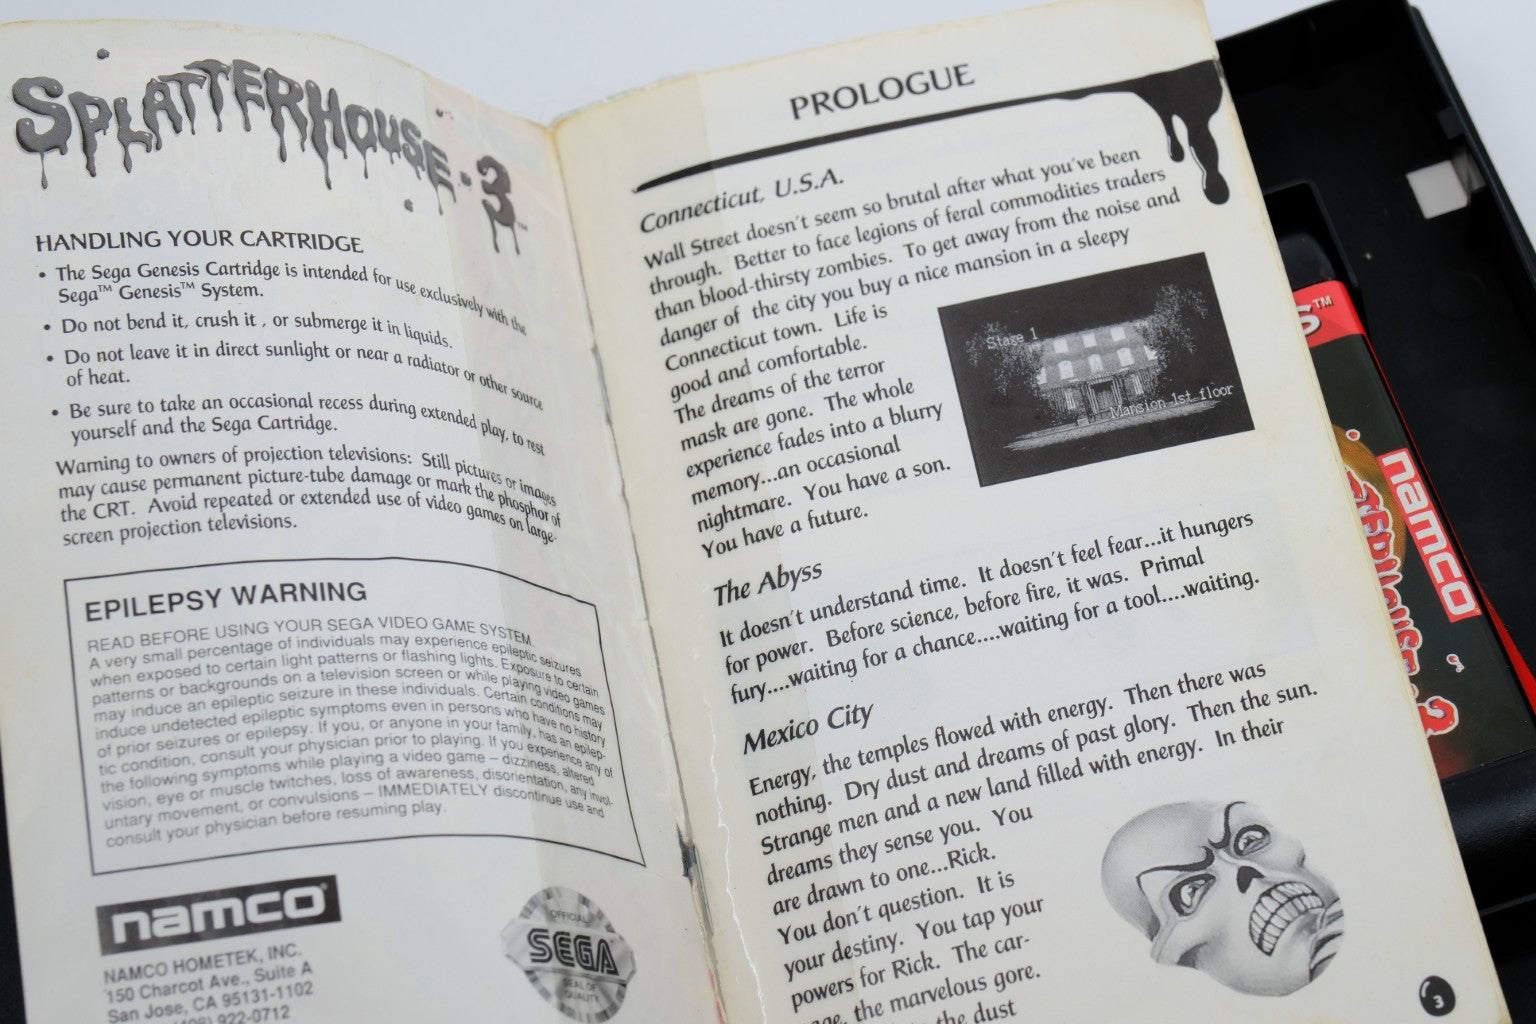 SPLATTERHOUSE·3™
HANDLING YOUR CARTRIDGE
• The Sega Genesis Cartridge is intended for use exclusively with the
Sega™ Genesis™ System.
• Do not bend it, crush it , or submerge it in liquids.
• Do not leave it in direct sunlight or near a radiator or other source
of heat.
• Be sure to take an occasional recess during extended play, to rest
yourself and the Sega Cartridge.
Warning to owners of projection televisions: Still pictures or images
may cause permanent picture-tube damage or mark the phosphor of
the CRT. Avoid repeated or extended use of video games on large-
screen projection televisions.
EPILEPSY WARNING
READ BEFORE USING YOUR SEGA VIDEO GAME SYSTEM.
A very small percentage of individuals may experience epileptic seizures
when exposed to certain light patterns or flashing lights. Exposure to certain
patterns or backgrounds on a television screen or while playing video games
may induce an epileptic seizure in these individuals. Certain conditions may
induce undetected epileptic symptoms even in persons who have no history
of prior seizures or epilepsy. If you, or anyone in your family, has an epilep-
tic condition, consult your physician prior to playing. If you experience any of
the following symptoms while playing a video game – dizziness, altered
vision, eye or muscle twitches, loss of awareness, disorientation, any invol-
untary movement, or convulsions – IMMEDIATELY discontinue use and
consult your physician before resuming play.
namco®
NAMCO HOMETEK, INC.
150 Charcot Ave., Suite A
San Jose, CA 95131-1102
(408) 922-0712
OFFICIAL
SEGA
SEAL OF
QUALITY
PROLOGUE
Connecticut, U.S.A.
Wall Street doesn't seem so brutal after what you've been
through. Better to face legions of feral commodities traders
than blood-thirsty zombies. To get away from the noise and
danger of the city you buy a nice mansion in a sleepy
Connecticut town. Life is
good and comfortable.
The dreams of the terror
mask are gone. The whole
experience fades into a blurry
memory...an occasional
nightmare. You have a son.
You have a future.
Stage 1
Mansion 1st floor
The Abyss
It doesn't understand time. It doesn't feel fear...it hungers
for power. Before science, before fire, it was. Primal
fury....waiting for a chance....waiting for a tool....waiting.
Mexico City
Energy, the temples flowed with energy. Then there was
nothing. Dry dust and dreams of past glory. Then the sun.
Strange men and a new land filled with energy. In their
dreams they sense you. You
are drawn to one...Rick.
You don't question. It is
your destiny. You tap your
powers for Rick. The car-
nage, the marvelous gore.
the dust
3
S™
namco
TERHOUSE·3